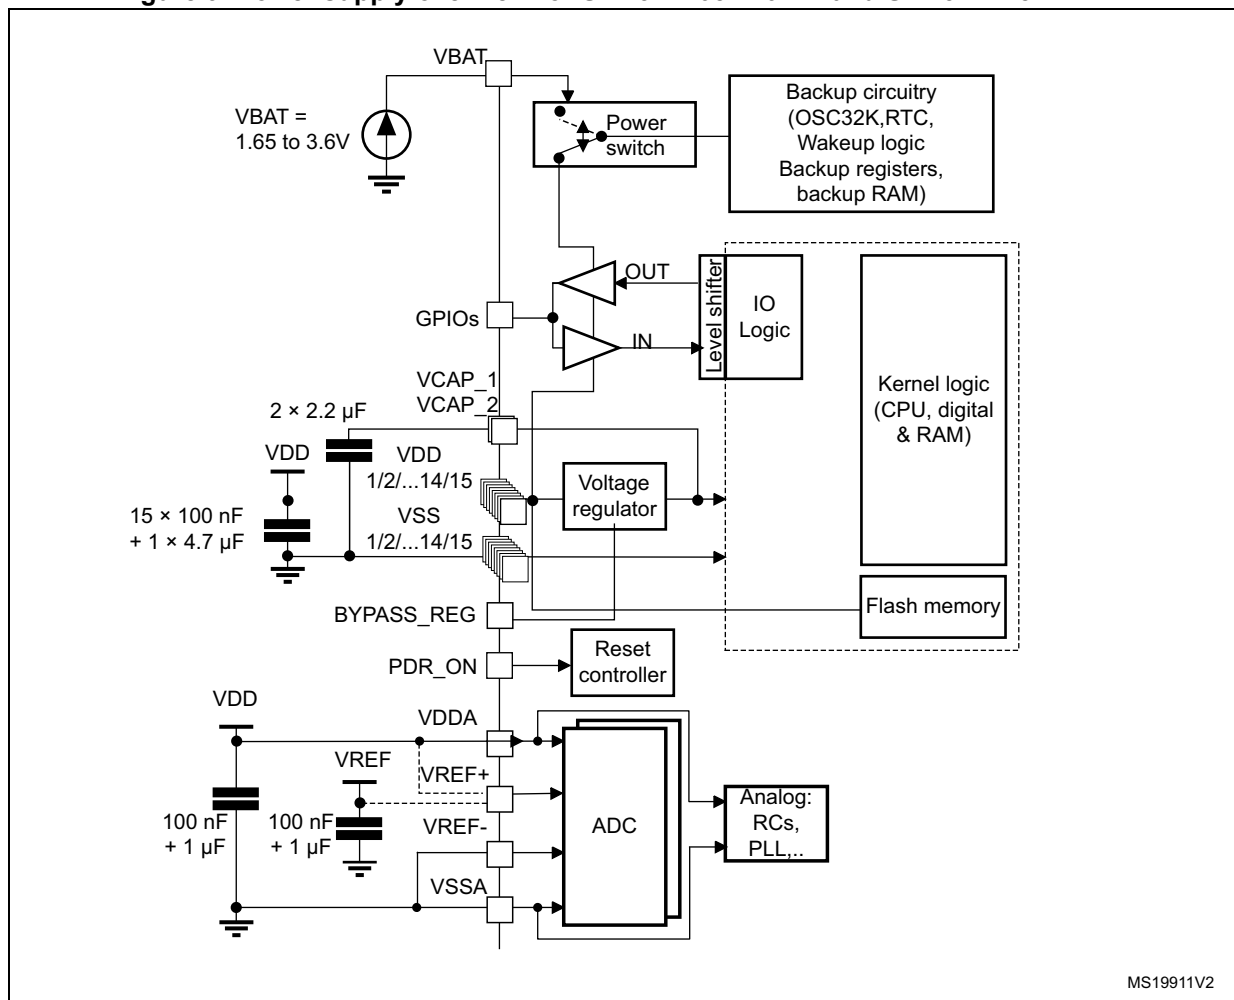 VBAT
VBAT =
1.65 to 3.6V
Power
switch
Backup circuitry
(OSC32K,RTC,
Wakeup logic
Backup registers,
backup RAM)
OUT
Level shifter
IO
Logic
GPIOs
IN
Kernel logic
(CPU, digital
& RAM)
VCAP_1
VCAP_2
2 × 2.2 µF
VDD
VDD
1/2/...14/15
Voltage
regulator
15 × 100 nF
+ 1 × 4.7 µF
VSS
1/2/...14/15
BYPASS_REG
Flash memory
PDR_ON
Reset
controller
VDD
VDDA
VREF
VREF+
100 nF
+ 1 µF
100 nF
+ 1 µF
VREF-
ADC
Analog:
RCs,
PLL,..
VSSA
MS19911V2